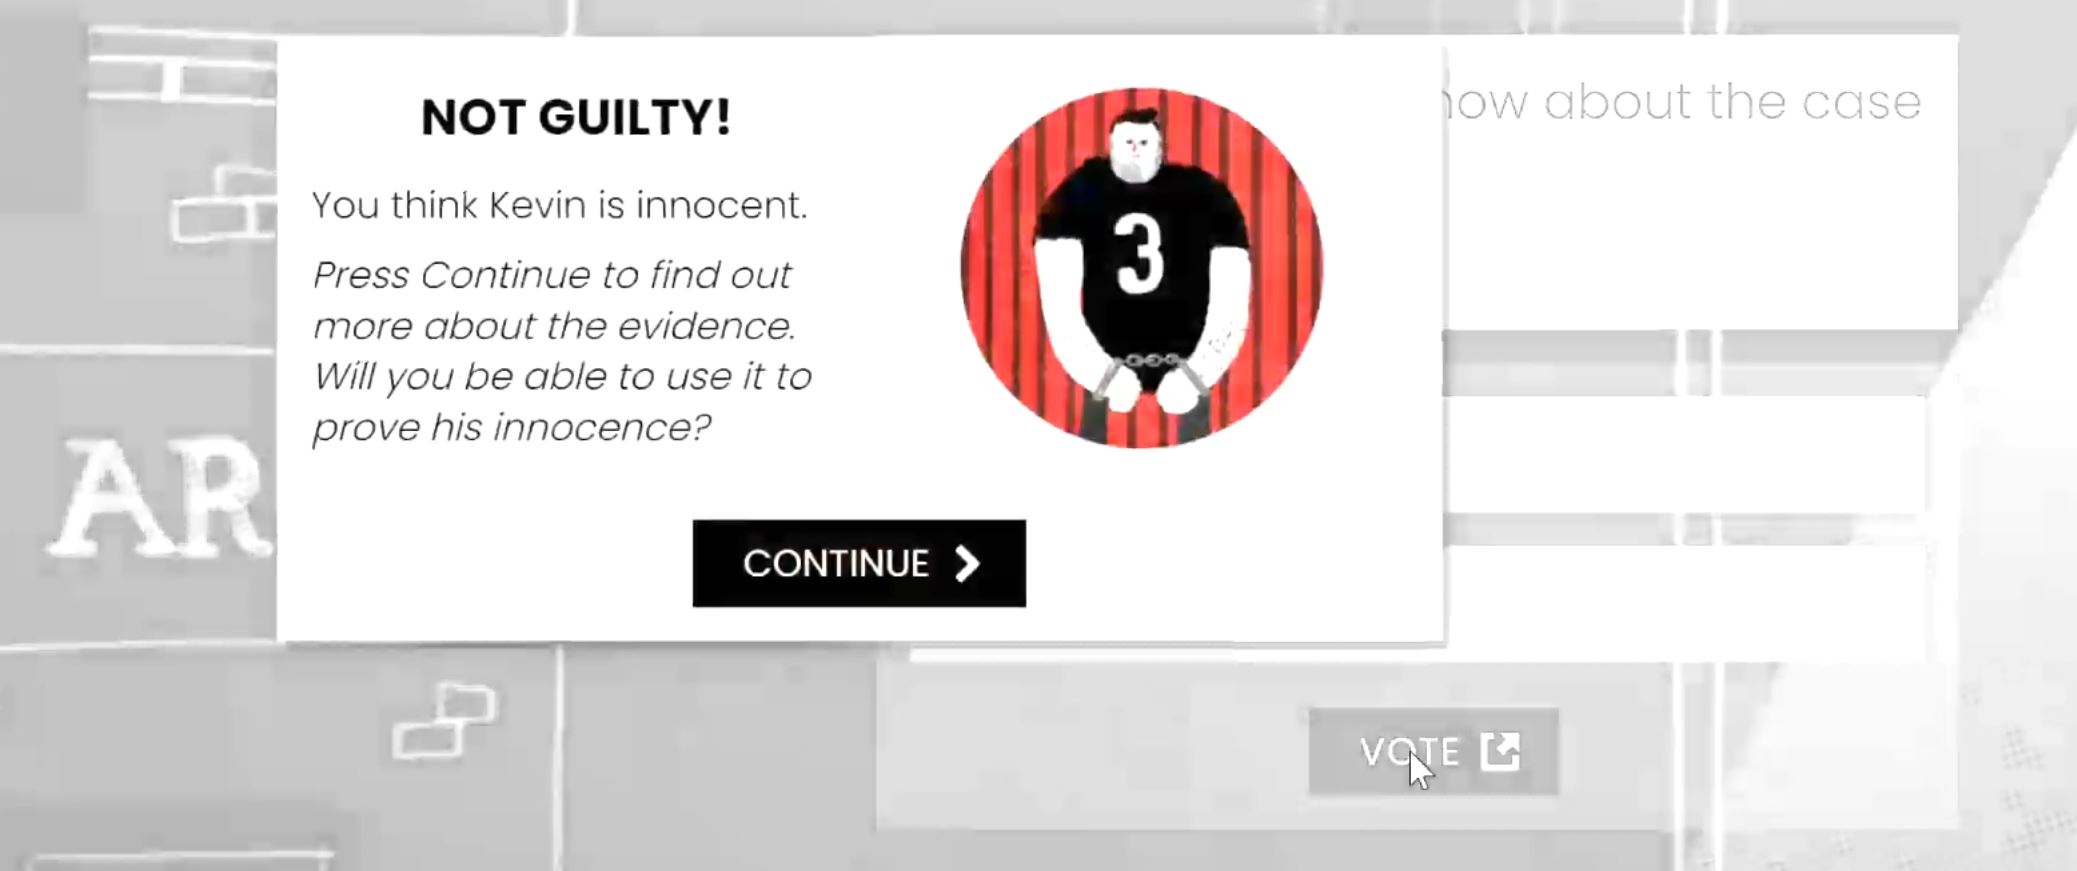 NOT GUILTY!
You think Kevin is innocent.
Press Continue to find out
more about the evidence.
Will you be able to use it to
prove his innocence?
3
CONTINUE
about the case
AR
VOTE